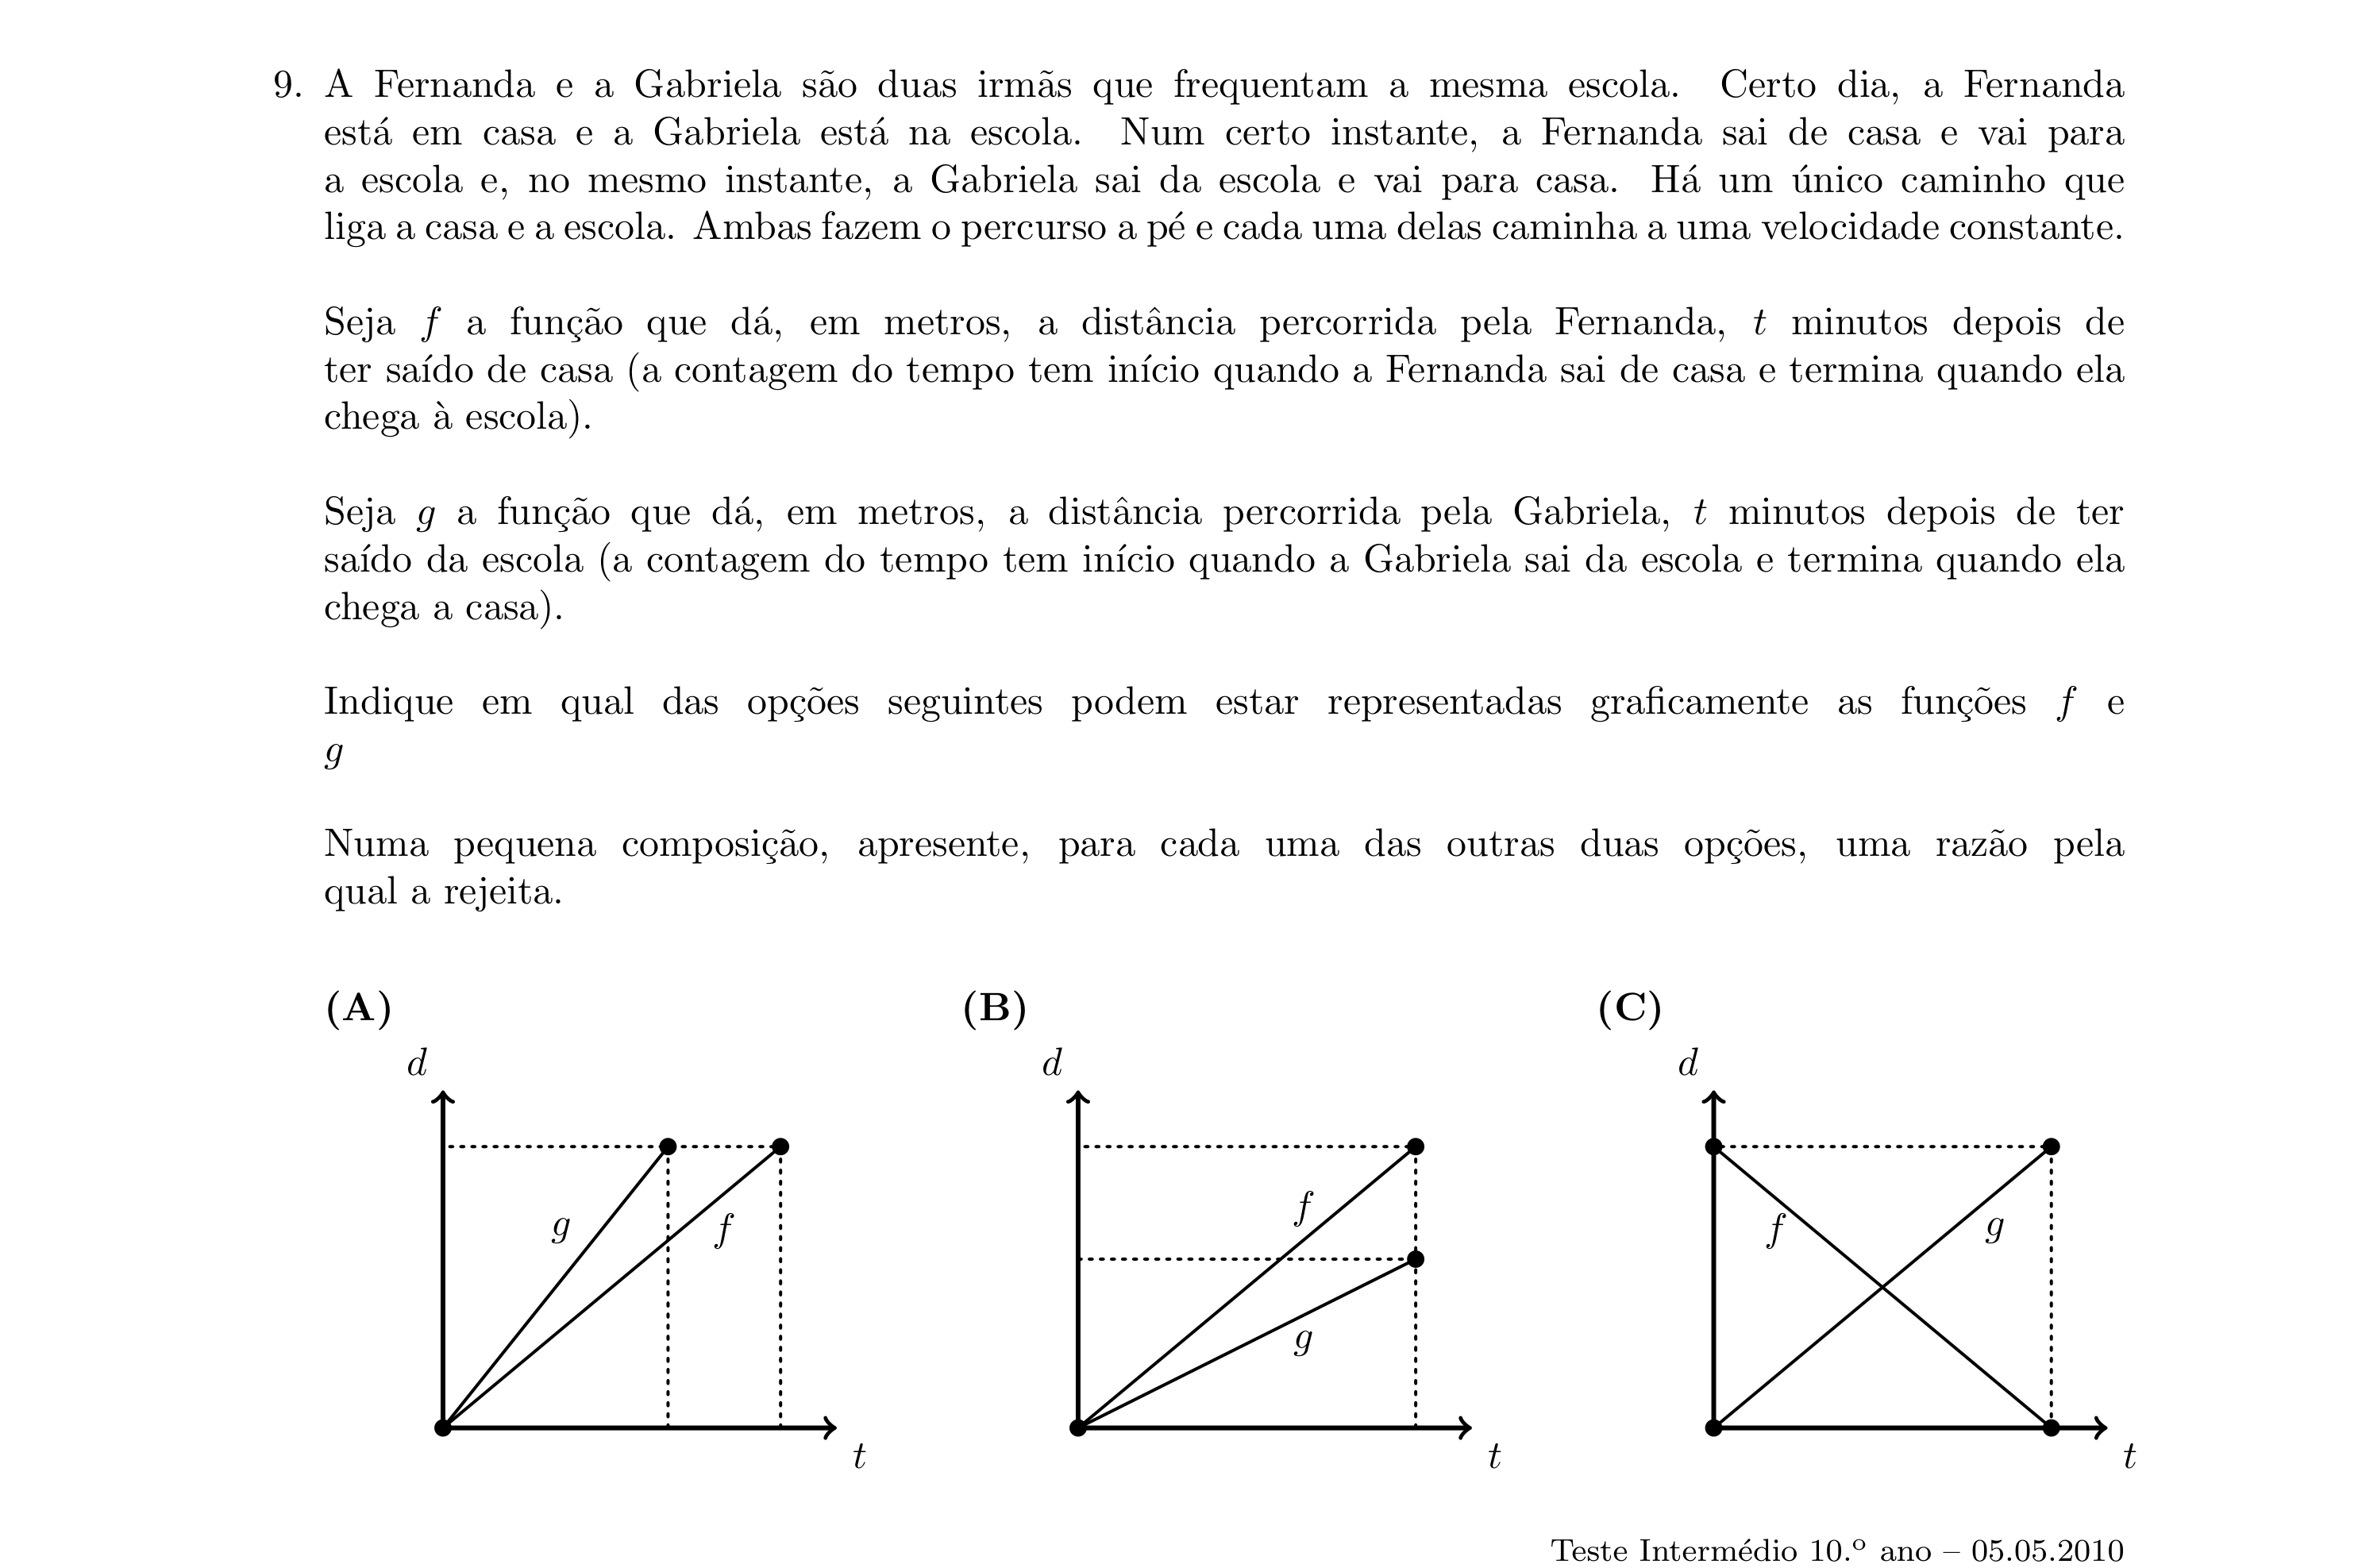 9. A Fernanda e a Gabriela são duas irmãs que frequentam a mesma escola. Certo dia, a Fernanda
está em casa e a Gabriela está na escola. Num certo instante, a Fernanda sai de casa e vai para
a escola e, no mesmo instante, a Gabriela sai da escola e vai para casa. Há um único caminho que
liga a casa e a escola. Ambas fazem o percurso a pé e cada uma delas caminha a uma velocidade constante.
Seja f a função que dá, em metros, a distância percorrida pela Fernanda, t minutos depois de
ter saído de casa (a contagem do tempo tem início quando a Fernanda sai de casa e termina quando ela
chega à escola).
Seja g a função que dá, em metros, a distância percorrida pela Gabriela, t minutos depois de ter
saído da escola (a contagem do tempo tem início quando a Gabriela sai da escola e termina quando ela
chega a casa).
Indique em qual das opções seguintes podem estar representadas graficamente as funções f e
g
Numa pequena composição, apresente, para cada uma das outras duas opções, uma razão pela
qual a rejeita.
(A) (B) (C)
d d d
f
g f f g
g
t t t
Teste Intermédio 10.º ano – 05.05.2010